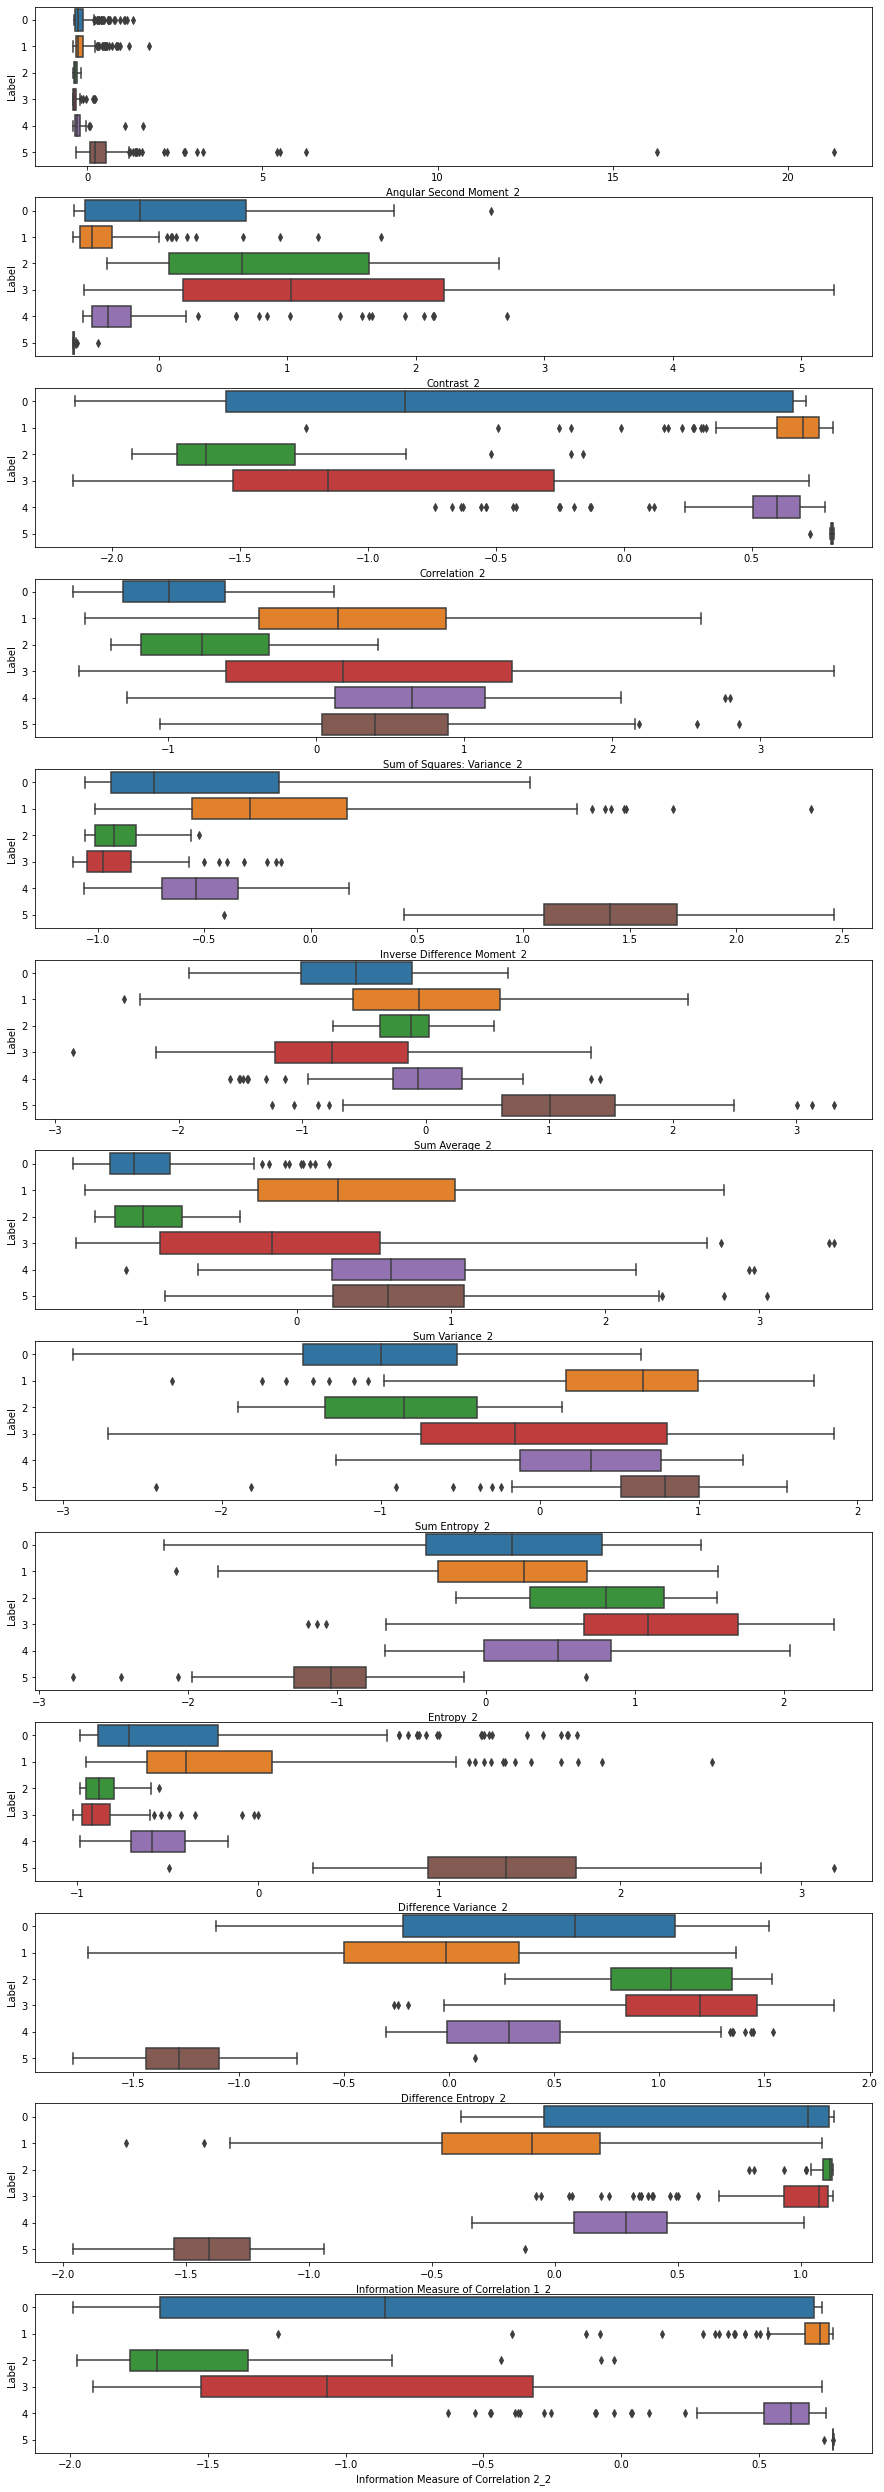 0
1
2
3
4
5
Label
0 5 10 15 20
Angular Second Moment_2
0
1
2
3
4
5
Label
0 1 2 3 4 5
Contrast_2
0
1
2
3
4
5
Label
−2.0 −1.5 −1.0 −0.5 0.0 0.5
Correlation_2
0
1
2
3
4
5
Label
−1 0 1 2 3
Sum of Squares: Variance_2
0
1
2
3
4
5
Label
−1.0 −0.5 0.0 0.5 1.0 1.5 2.0 2.5
Inverse Difference Moment_2
0
1
2
3
4
5
Label
−3 −2 −1 0 1 2 3
Sum Average_2
0
1
2
3
4
5
Label
−1 0 1 2 3
Sum Variance_2
0
1
2
3
4
5
Label
−3 −2 −1 0 1 2
Sum Entropy_2
0
1
2
3
4
5
Label
−3 −2 −1 0 1 2
Entropy_2
0
1
2
3
4
5
Label
−1 0 1 2 3
Difference Variance_2
0
1
2
3
4
5
Label
−1.5 −1.0 −0.5 0.0 0.5 1.0 1.5 2.0
Difference Entropy_2
0
1
2
3
4
5
Label
−2.0 −1.5 −1.0 −0.5 0.0 0.5 1.0
Information Measure of Correlation 1_2
0
1
2
3
4
5
Label
−2.0 −1.5 −1.0 −0.5 0.0 0.5
Information Measure of Correlation 2_2